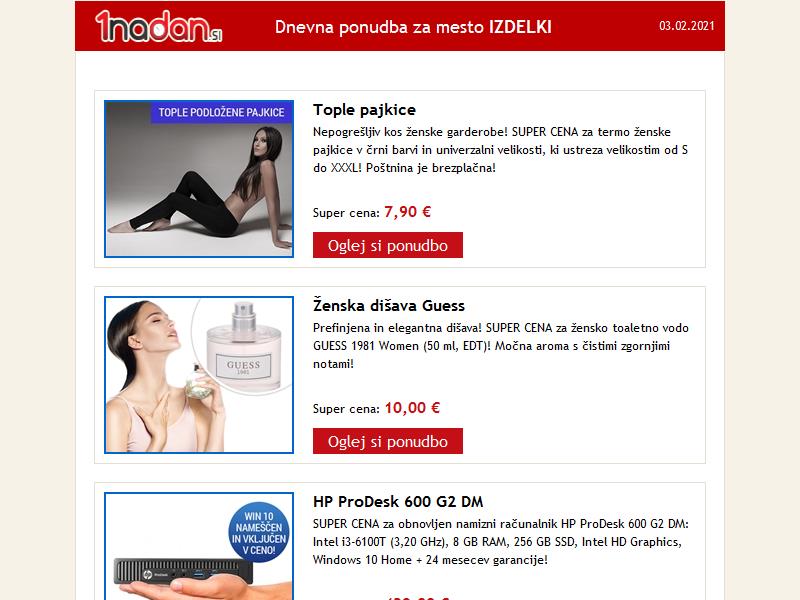 1nadan.si
Dnevna ponudba za mesto IZDELKI
03.02.2021
TOPLE PODLOŽENE PAJKICE
Tople pajkice
Nepogrešljiv kos ženske garderobe! SUPER CENA za termo ženske
pajkice v črni barvi in univerzalni velikosti, ki ustreza velikostim od S
do XXXL! Poštnina je brezplačna!
Super cena: 7,90 €
Oglej si ponudbo
GUESS
1981
Ženska dišava Guess
Prefinjena in elegantna dišava! SUPER CENA za žensko toaletno vodo
GUESS 1981 Women (50 ml, EDT)! Močna aroma s čistimi zgornjimi
notami!
Super cena: 10,00 €
Oglej si ponudbo
WIN 10
NAMEŠČEN
IN VKLJUČEN
V CENO!
HP ProDesk 600 G2 DM
SUPER CENA za obnovljen namizni računalnik HP ProDesk 600 G2 DM:
Intel i3-6100T (3,20 GHz), 8 GB RAM, 256 GB SSD, Intel HD Graphics,
Windows 10 Home + 24 mesecev garancije!